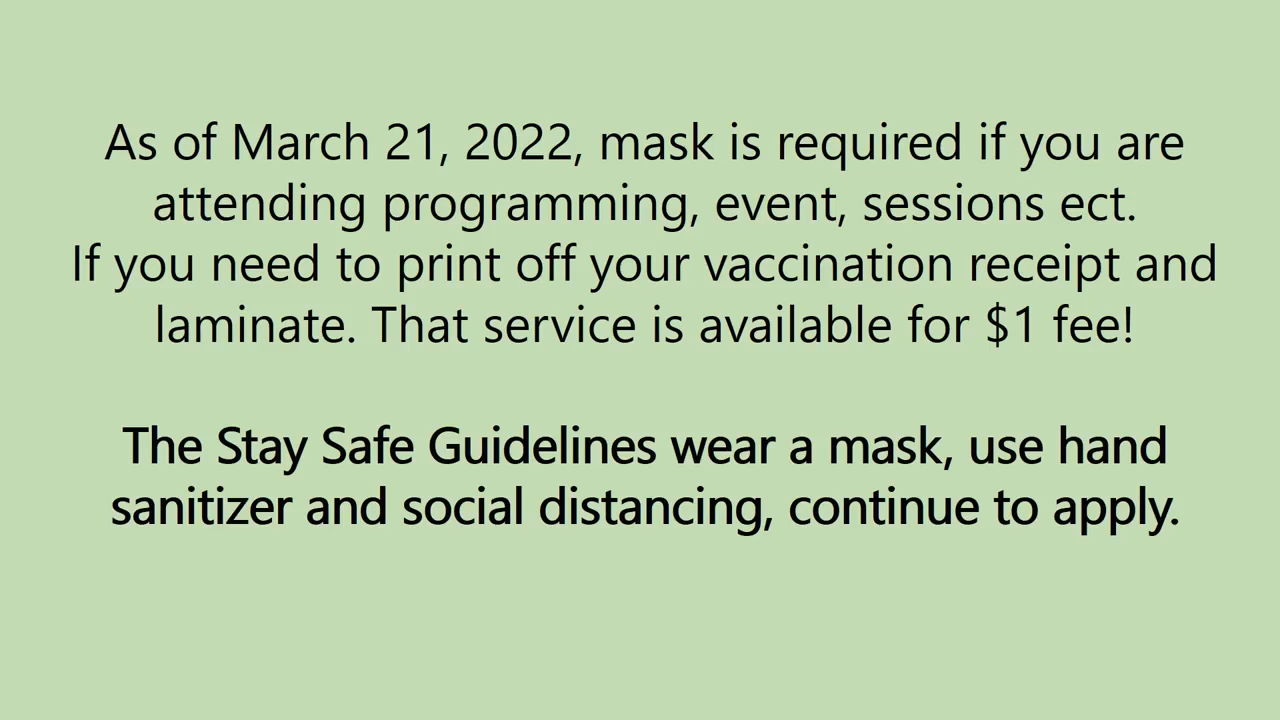 As of March 21, 2022, mask is required if you are
attending programming, event, sessions ect.
If you need to print off your vaccination receipt and
laminate. That service is available for $1 fee!
The Stay Safe Guidelines wear a mask, use hand
sanitizer and social distancing, continue to apply.